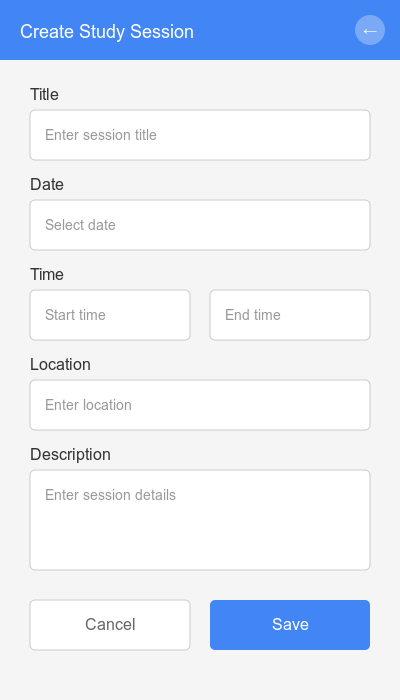 Create Study Session ←
Title
Enter session title
Date
Select date
Time
Start time End time
Location
Enter location
Description
Enter session details
Cancel Save